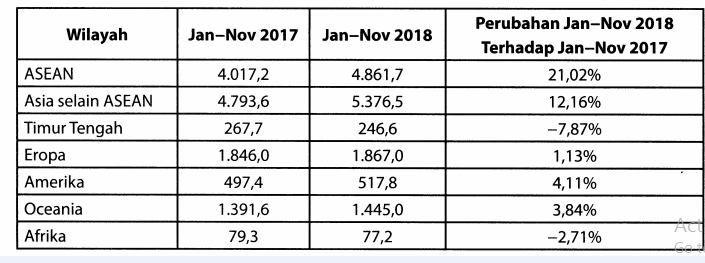 Wilayah Jan–Nov 2017 Jan–Nov 2018 Perubahan Jan–Nov 2018
Terhadap Jan–Nov 2017
ASEAN 4.017,2 4.861,7 21,02%
Asia selain ASEAN 4.793,6 5.376,5 12,16%
Timur Tengah 267,7 246,6 –7,87%
Eropa 1.846,0 1.867,0 1,13%
Amerika 497,4 517,8 4,11%
Oceania 1.391,6 1.445,0 3,84%
Afrika 79,3 77,2 –2,71%